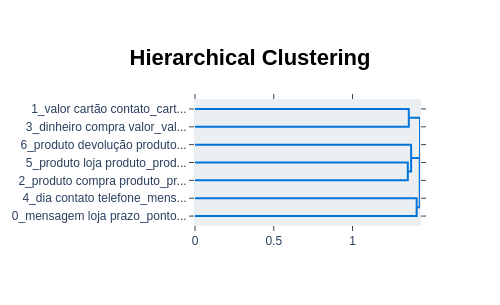 Hierarchical Clustering
1_valor cartão contato_cart...
3_dinheiro compra valor_val...
6_produto devolução produto...
5_produto loja produto_prod...
2_produto compra produto_pr...
4_dia contato telefone_mens...
0_mensagem loja prazo_ponto...
0 0.5 1